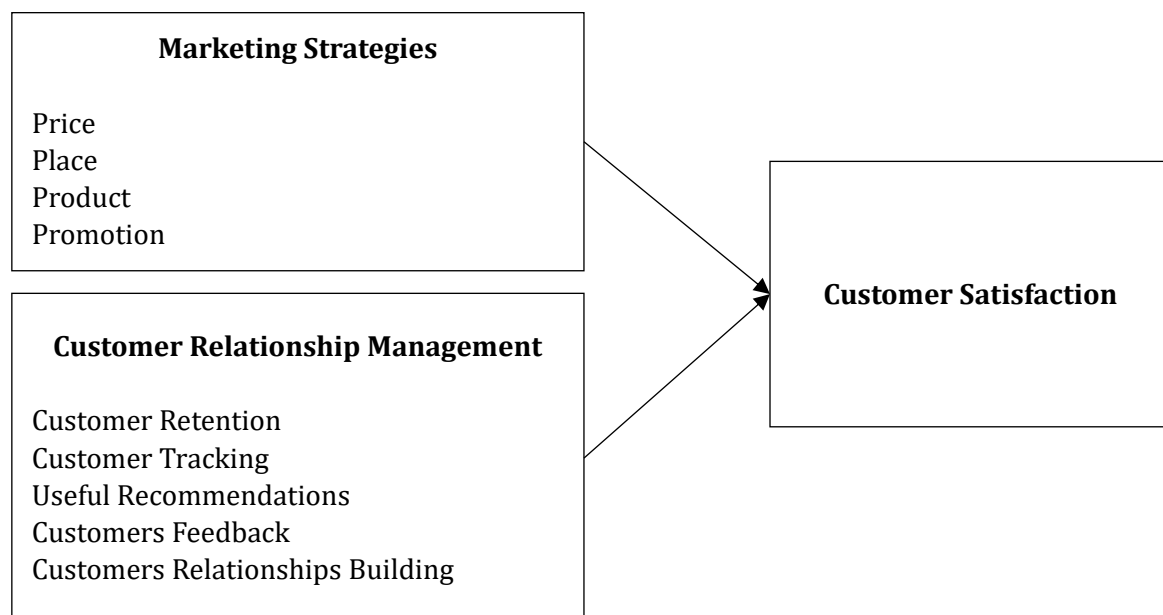 Marketing Strategies
Price
Place
Product
Promotion
Customer Relationship Management
Customer Retention
Customer Tracking
Useful Recommendations
Customers Feedback
Customers Relationships Building
Customer Satisfaction